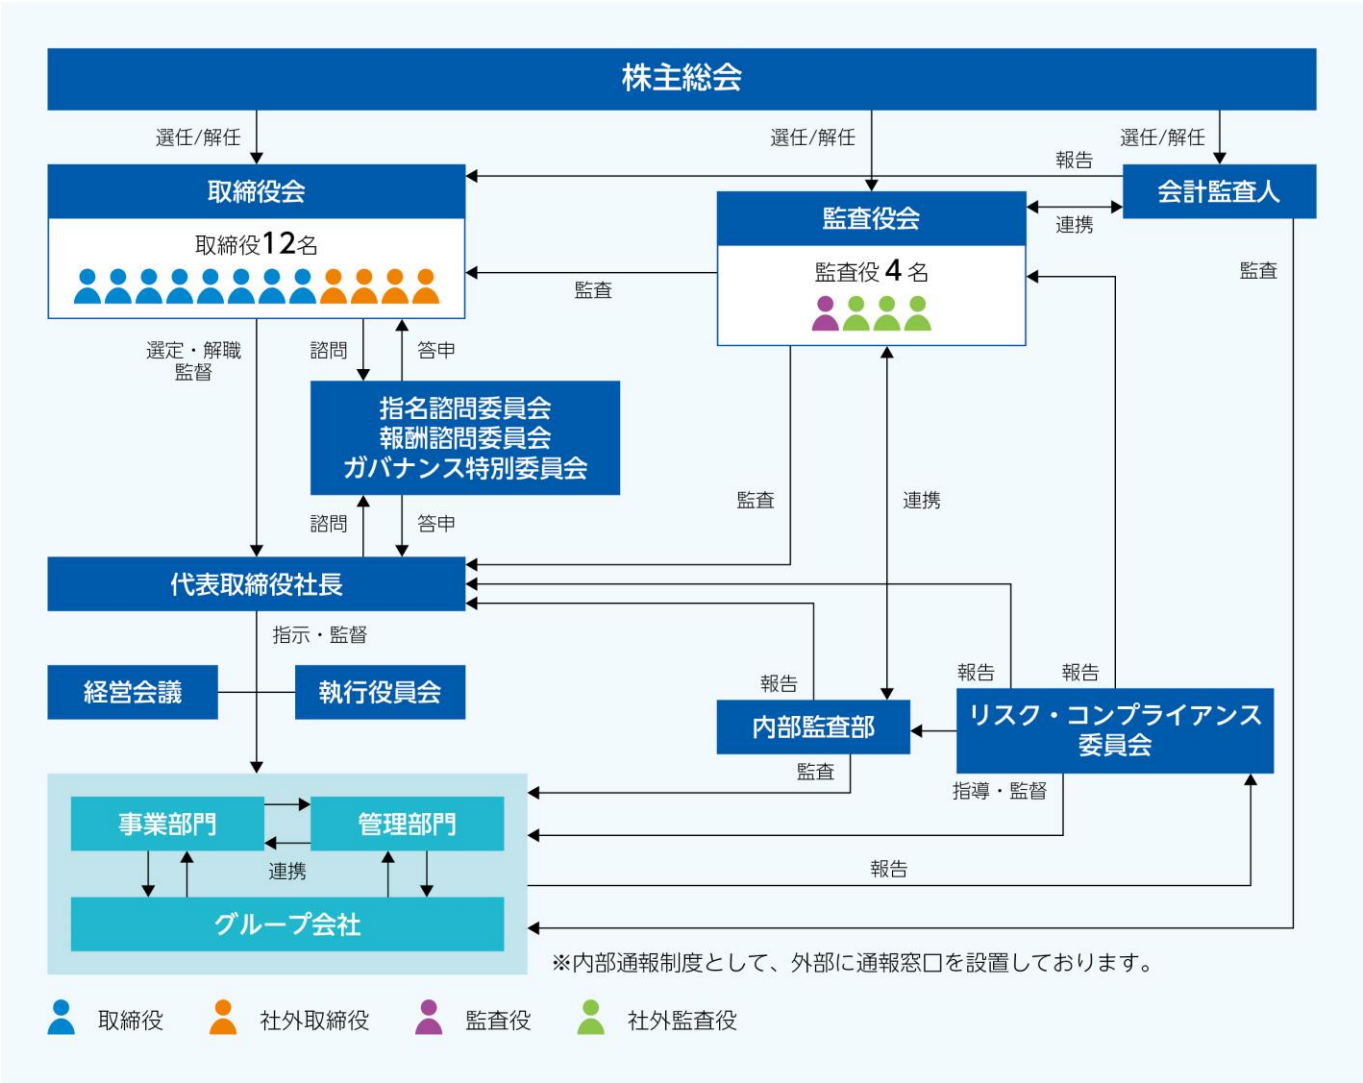 株主総会
選任/解任
選任/解任
選任/解任
報告
取締役会
会計監査人
取締役12名
監査役会
連携
監査役4名
監査
監査
選定・解職
監督
諮問
答申
指名諮問委員会
報酬諮問委員会
ガバナンス特別委員会
監査
連携
諮問
答申
代表取締役社長
指示・監督
経営会議
執行役員会
報告
報告
報告
内部監査部
リスク・コンプライアンス
委員会
監査
指導・監督
事業部門
管理部門
連携
報告
グループ会社
※内部通報制度として、外部に通報窓口を設置しております。
取締役
社外取締役
監査役
社外監査役